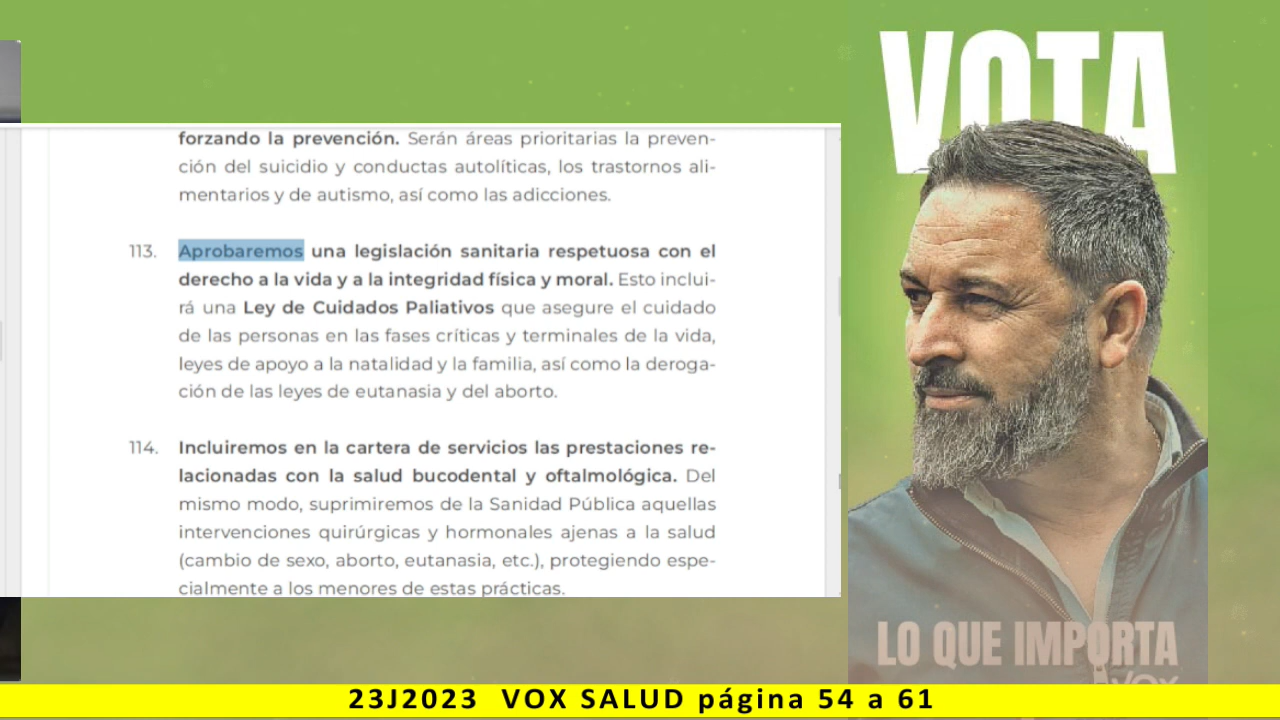 forzando la prevención. Serán áreas prioritarias la preven-
ción del suicidio y conductas autolíticas, los trastornos ali-
mentarios y de autismo, así como las adicciones.
113. Aprobaremos una legislación sanitaria respetuosa con el
derecho a la vida y a la integridad física y moral. Esto inclui-
rá una Ley de Cuidados Paliativos que asegure el cuidado
de las personas en las fases críticas y terminales de la vida,
leyes de apoyo a la natalidad y la familia, así como la deroga-
ción de las leyes de eutanasia y del aborto.
114. Incluiremos en la cartera de servicios las prestaciones re-
lacionadas con la salud bucodental y oftalmológica. Del
mismo modo, suprimiremos de la Sanidad Pública aquellas
intervenciones quirúrgicas y hormonales ajenas a la salud
(cambio de sexo, aborto, eutanasia, etc.), protegiendo espe-
cialmente a los menores de estas prácticas.
VOTA
LO QUE IMPORTA
VOX
23J2023 VOX SALUD página 54 a 61